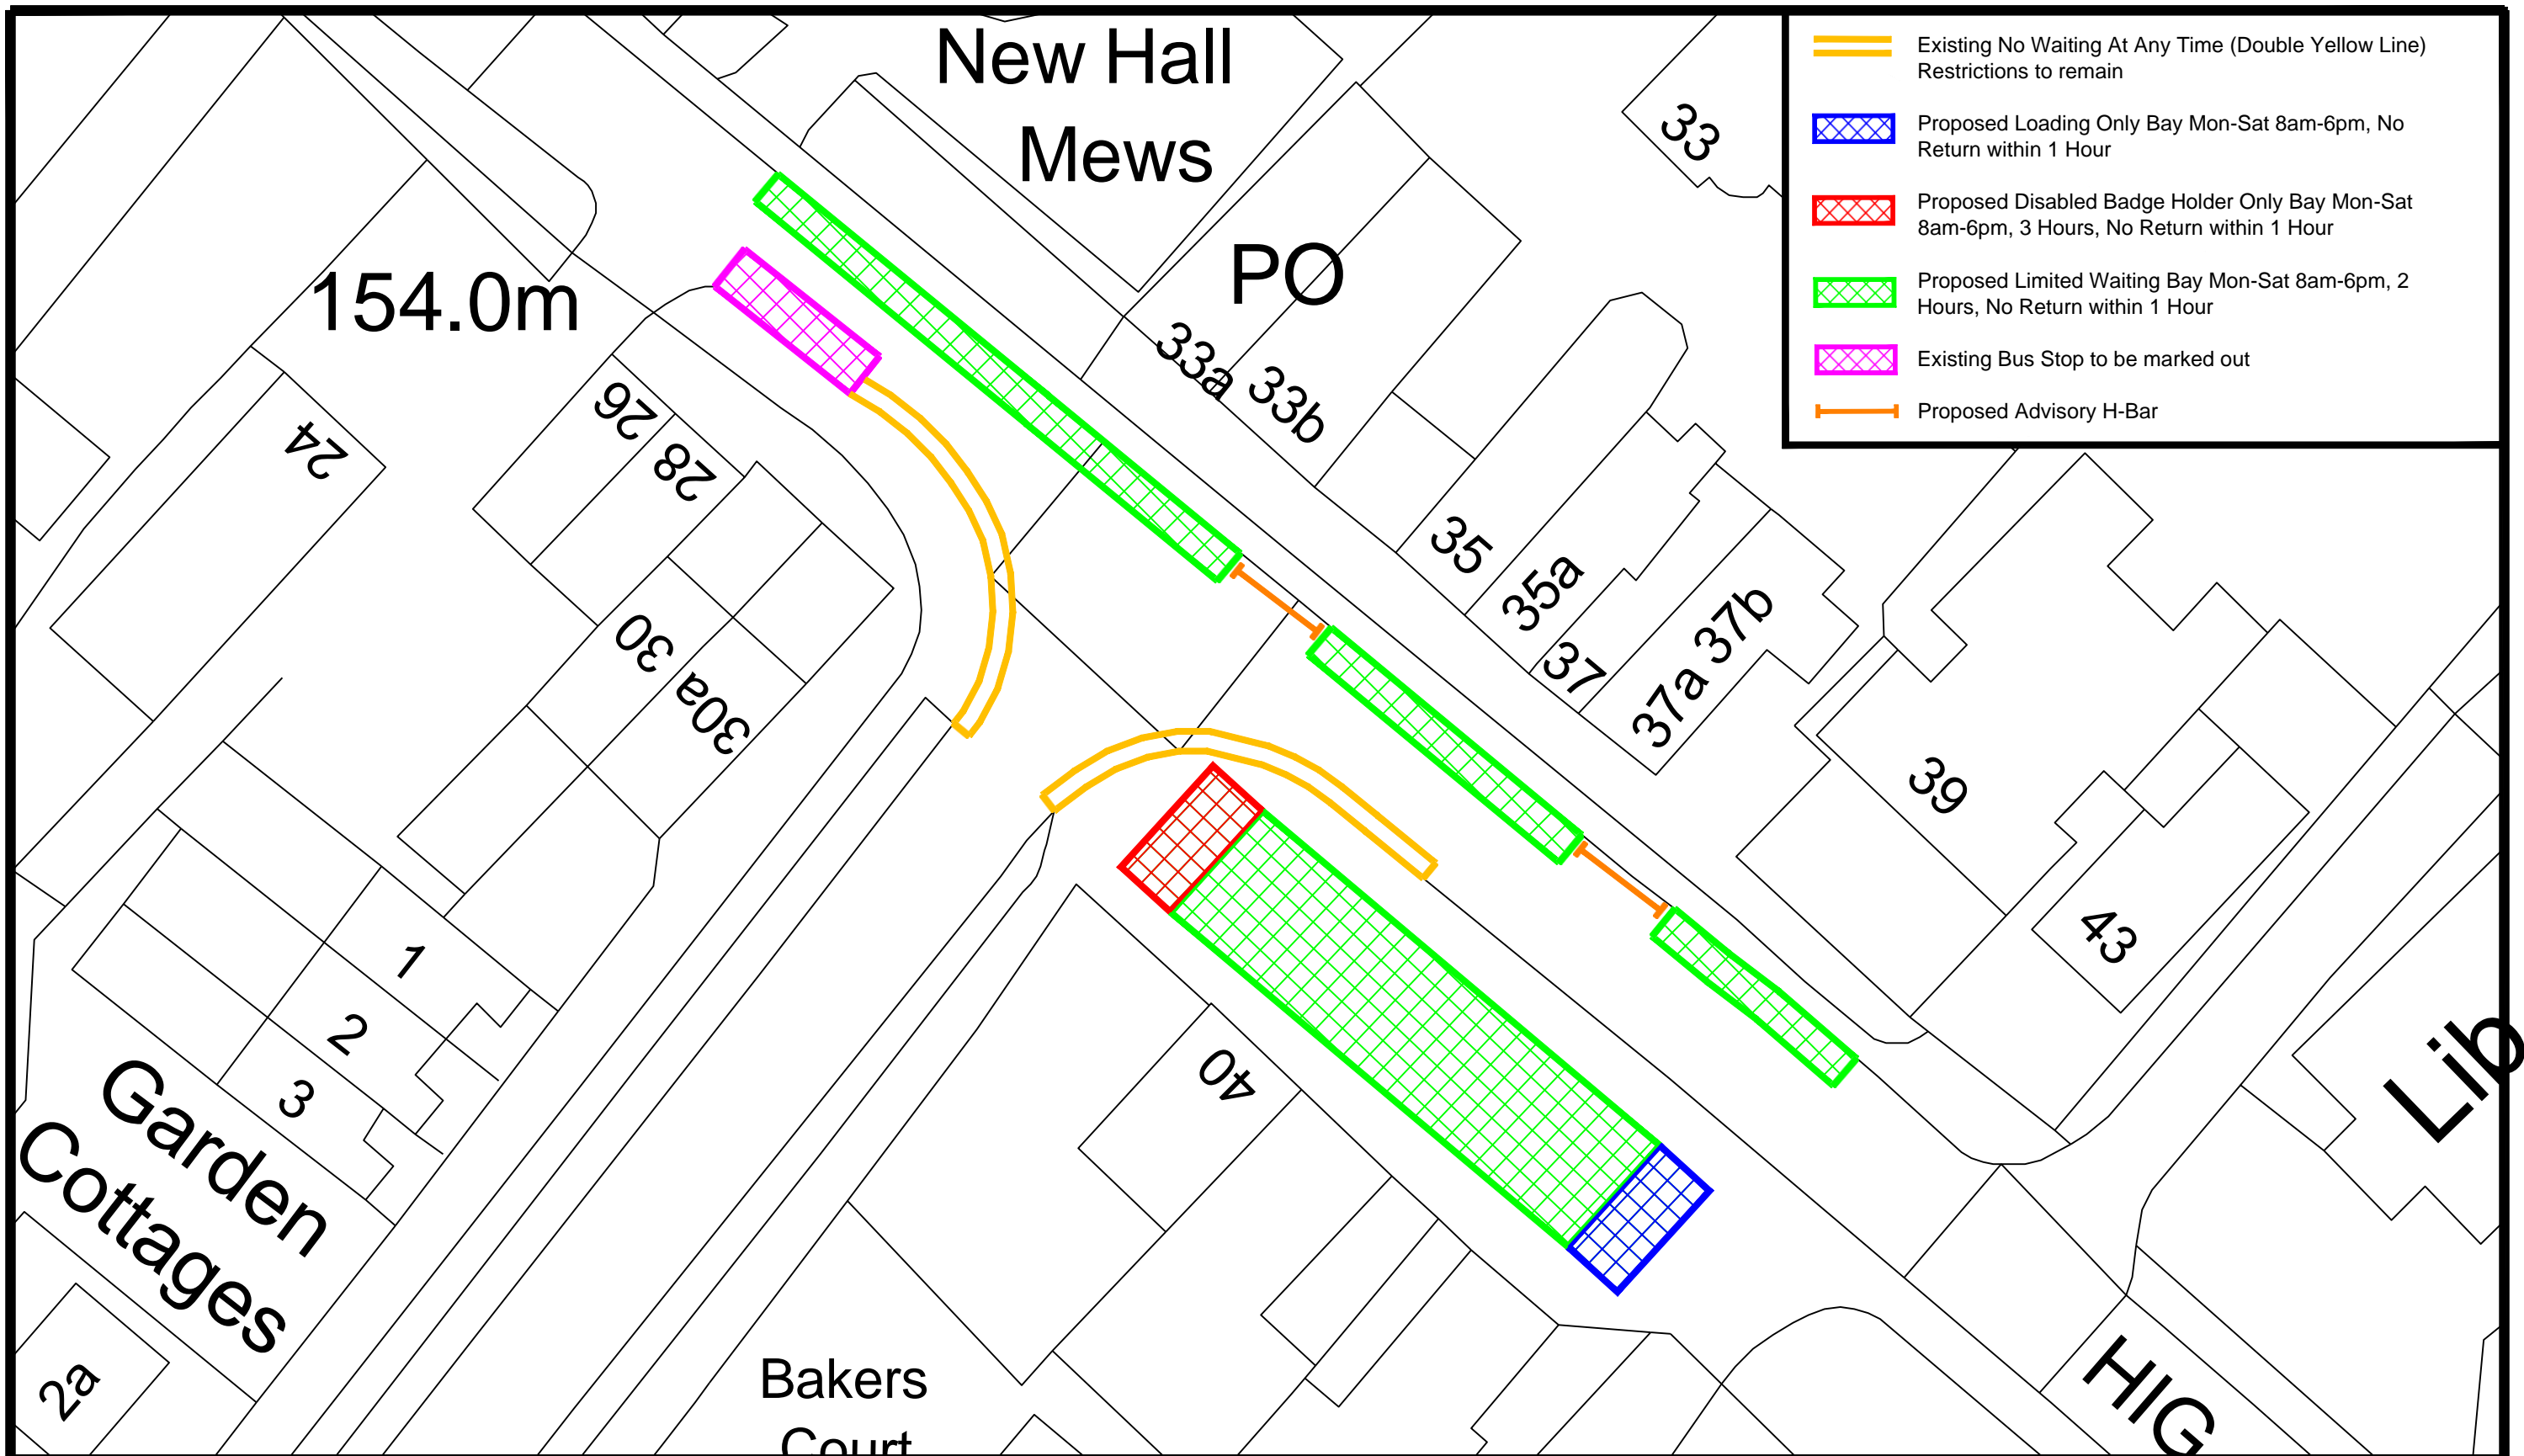 New Hall
Mews
Existing No Waiting At Any Time (Double Yellow Line)
Restrictions to remain
Proposed Loading Only Bay Mon-Sat 8am-6pm, No
Return within 1 Hour
Proposed Disabled Badge Holder Only Bay Mon-Sat
8am-6pm, 3 Hours, No Return within 1 Hour
Proposed Limited Waiting Bay Mon-Sat 8am-6pm, 2
Hours, No Return within 1 Hour
Existing Bus Stop to be marked out
Proposed Advisory H-Bar
33
PO
154.0m
33a
33b
26
28
24
35
35a
30
30a
37
37a 37b
39
43
1
2
3
Garden
Cottages
40
Lib
2a
Bakers
Court
HIG